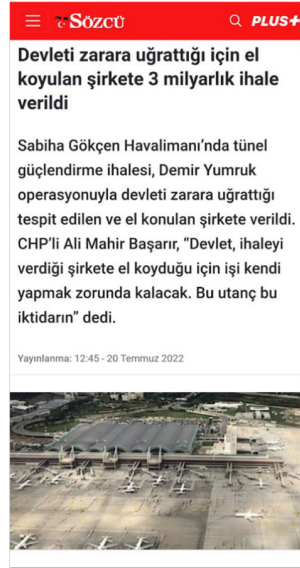 SÖZCÜ PLUS+
Devleti zarara uğrattığı için el
koyulan şirkete 3 milyarlık ihale
verildi
Sabiha Gökçen Havalimanı’nda tünel
güçlendirme ihalesi, Demir Yumruk
operasyonuyla devleti zarara uğrattığı
tespit edilen ve el konulan şirkete verildi.
CHP’li Ali Mahir Başarır, “Devlet, ihaleyi
verdiği şirkete el koyduğu için işi kendi
yapmak zorunda kalacak. Bu utanç bu
iktidarın” dedi.
Yayınlanma: 12:45 - 20 Temmuz 2022